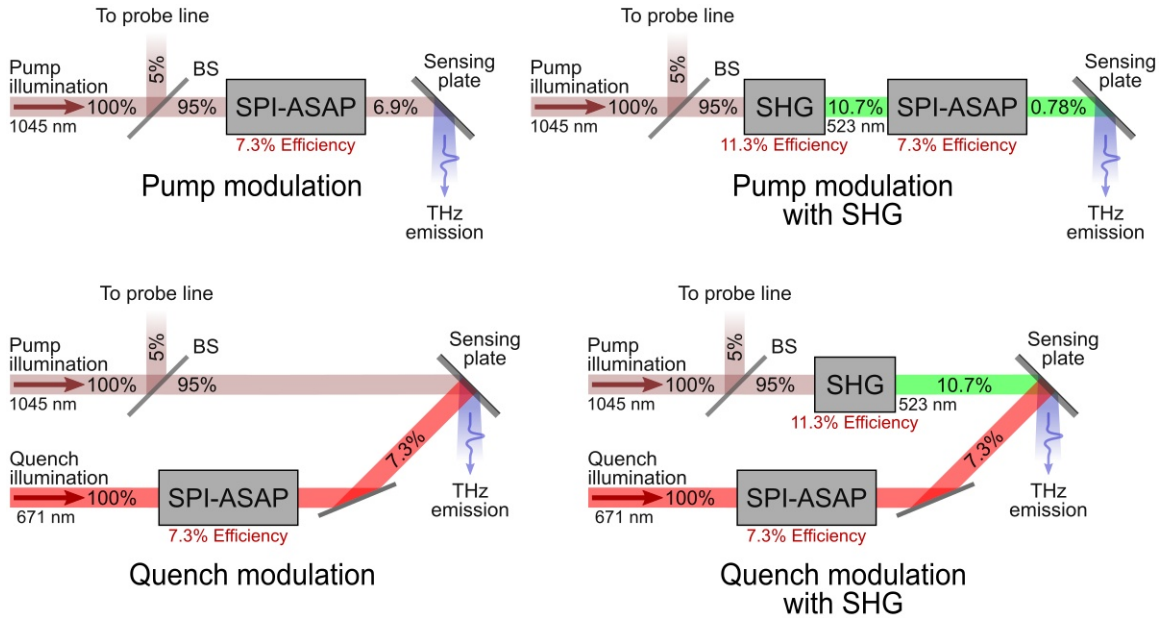 To probe line
Pump illumination
1045 nm
100%
5%
BS
95%
SPI-ASAP
7.3% Efficiency
6.9%
Sensing plate
THz emission
Pump modulation
To probe line
Pump illumination
1045 nm
100%
5%
BS
95%
SHG
11.3% Efficiency
10.7%
523 nm
SPI-ASAP
7.3% Efficiency
0.78%
Sensing plate
THz emission
Pump modulation
with SHG
To probe line
Pump illumination
1045 nm
100%
5%
BS
95%
Sensing plate
Quench illumination
671 nm
100%
SPI-ASAP
7.3% Efficiency
7.3%
THz emission
Quench modulation
To probe line
Pump illumination
1045 nm
100%
5%
BS
95%
SHG
11.3% Efficiency
10.7%
523 nm
Sensing plate
Quench illumination
671 nm
100%
SPI-ASAP
7.3% Efficiency
7.3%
THz emission
Quench modulation
with SHG